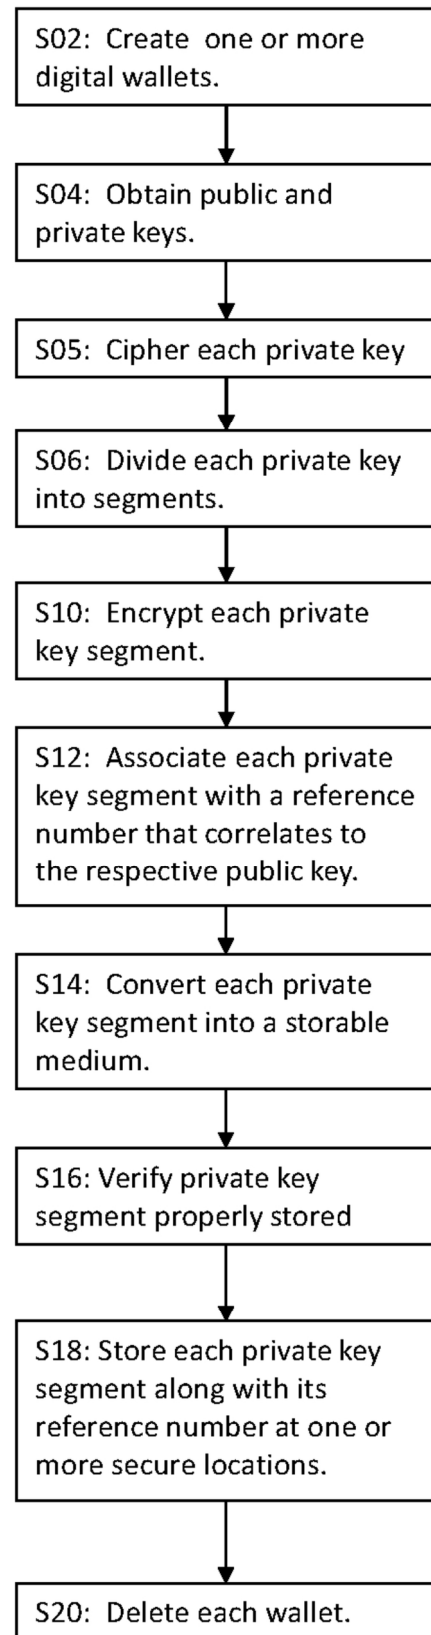 S02: Create one or more
digital wallets.
S04: Obtain public and
private keys.
S05: Cipher each private key
S06: Divide each private key
into segments.
S10: Encrypt each private
key segment.
S12: Associate each private
key segment with a reference
number that correlates to
the respective public key.
S14: Convert each private
key segment into a storable
medium.
S16: Verify private key
segment properly stored
S18: Store each private key
segment along with its
reference number at one or
more secure locations.
S20: Delete each wallet.